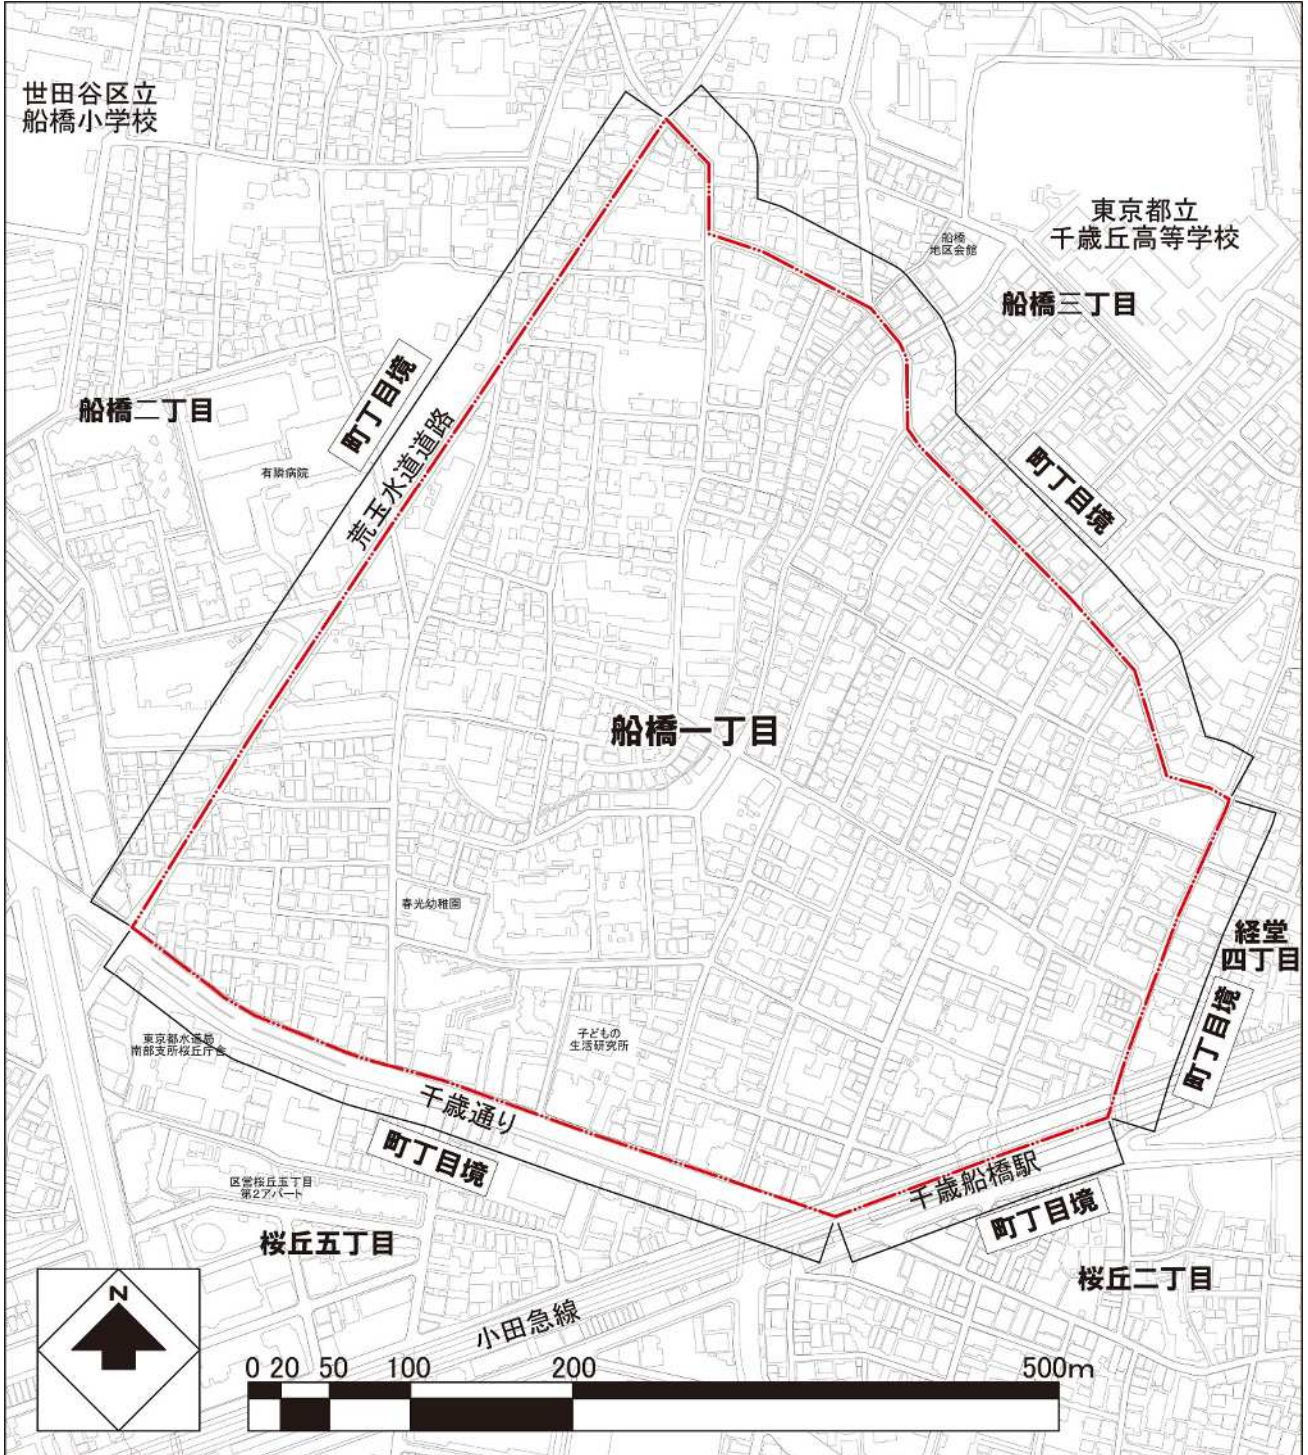 世田谷区立
船橋小学校
東京都立
千歳丘高等学校
船橋
地区会館
船橋三丁目
町丁目境
船橋二丁目
荒玉水道道路
有隣病院
町丁目境
船橋一丁目
春光幼稚園
経堂
四丁目
町丁目境
東京都水道局
南部支所桜丘庁舎
子どもの
生活研究所
千歳通り
町丁目境
千歳船橋駅
町丁目境
区営桜丘五丁目
第2アパート
桜丘五丁目
桜丘二丁目
小田急線
N
0 20 50 100 200 500m